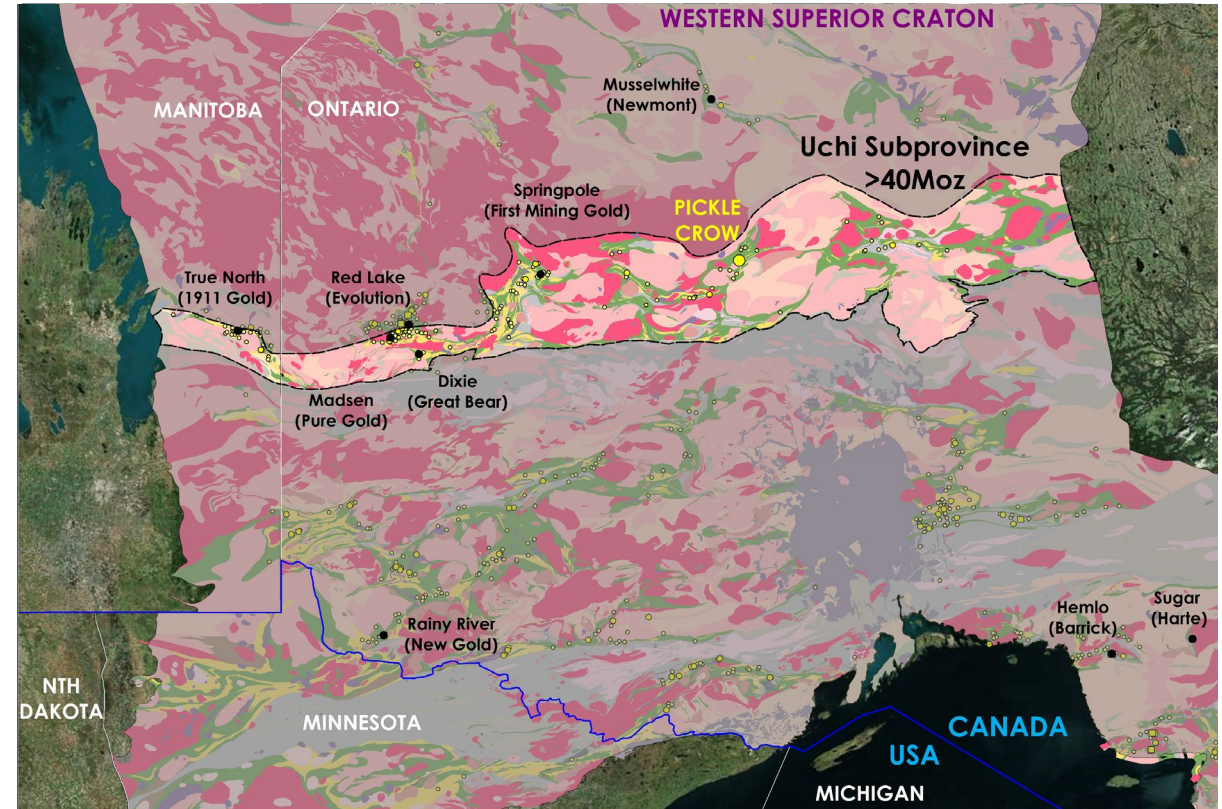 WESTERN SUPERIOR CRATON
MANITOBA
ONTARIO
Musselwhite
(Newmont)
Uchi Subprovince
>40Moz
Springpole
(First Mining Gold)
PICKLE
CROW
True North
(1911 Gold)
Red Lake
(Evolution)
Madsen
(Pure Gold)
Dixie
(Great Bear)
Rainy River
(New Gold)
Hemlo
(Barrick)
Sugar
(Harte)
NTH
DAKOTA
MINNESOTA
CANADA
USA
MICHIGAN